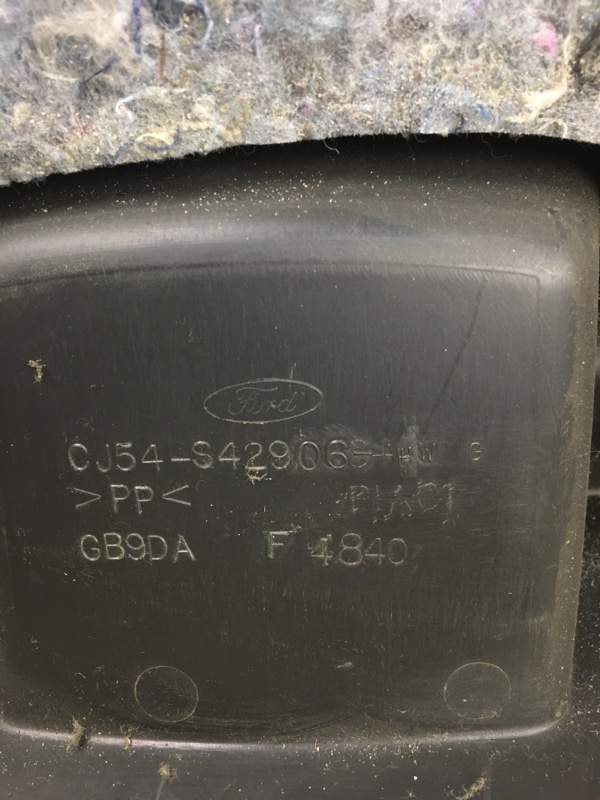 Ford
CJ54-S42906 G
>PP<
GB9DA F 4840